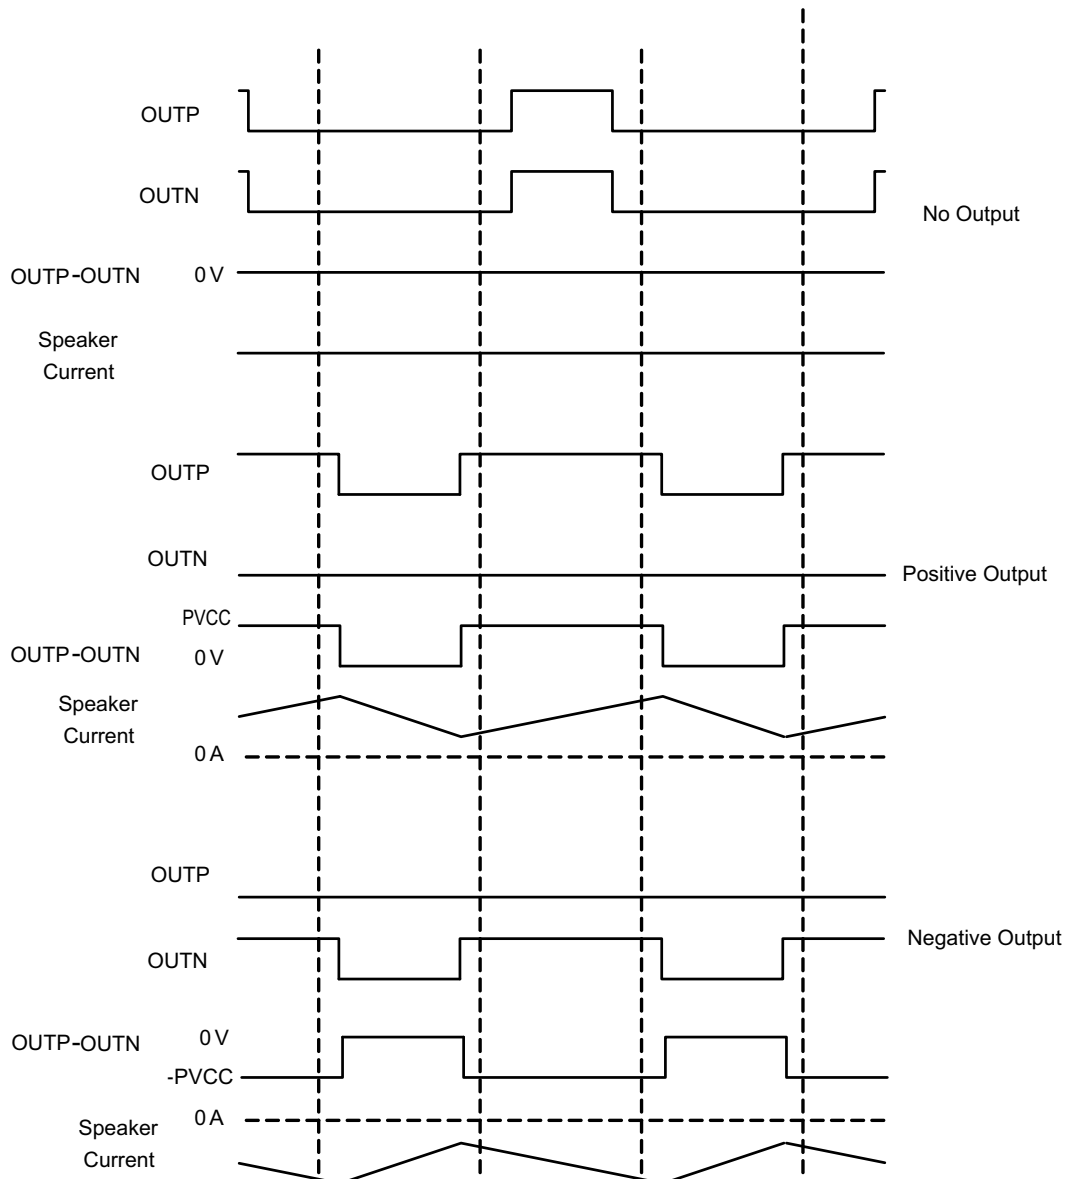 OUTP
OUTN
No Output
OUTP-OUTN 0 V
Speaker
Current
OUTP
OUTN
Positive Output
PVCC
OUTP-OUTN 0 V
Speaker
Current
0 A
OUTP
Negative Output
OUTN
OUTP-OUTN 0 V
-PVCC
0 A
Speaker
Current